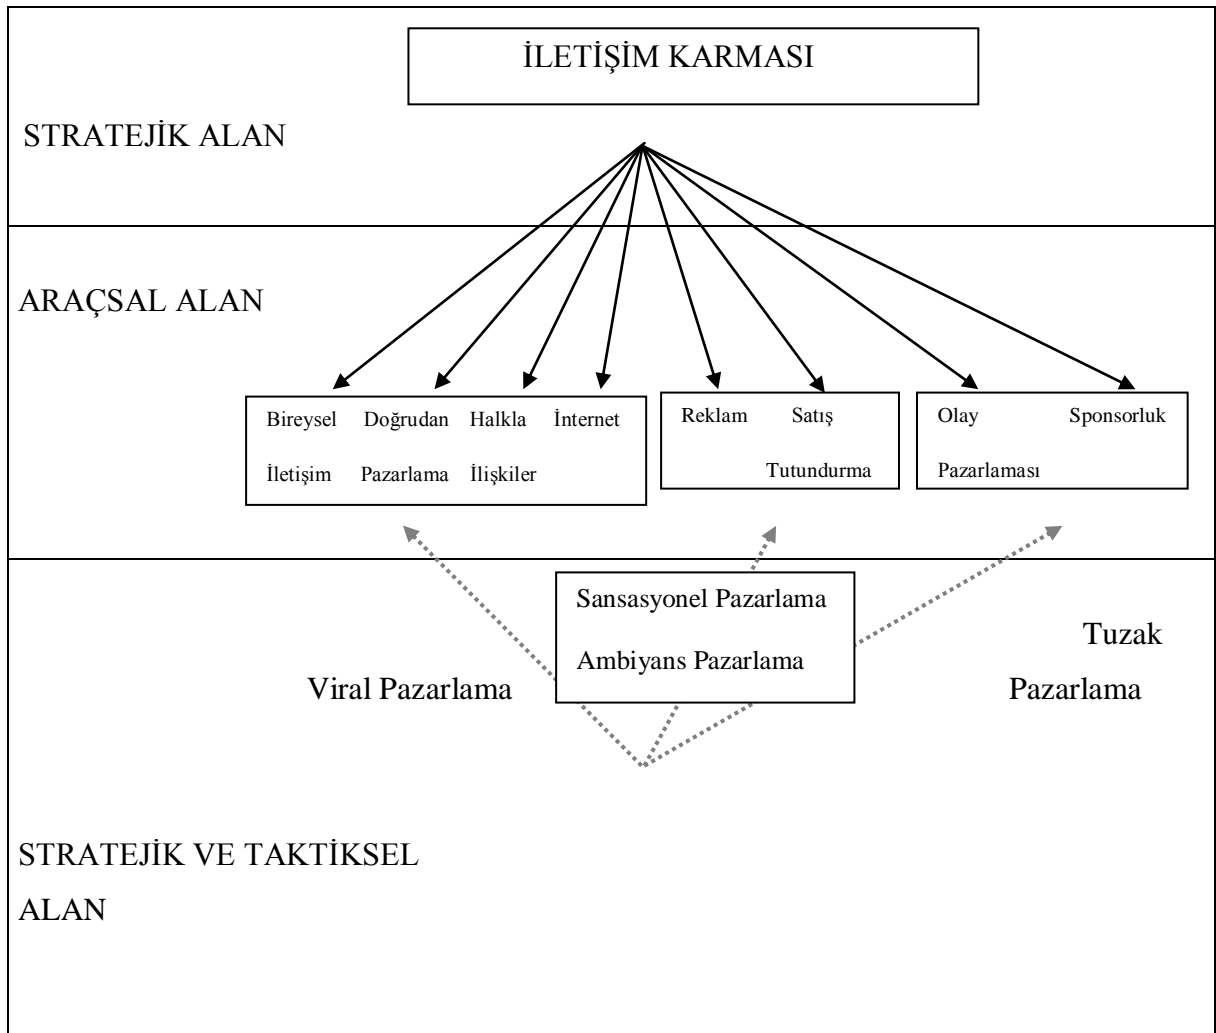 İLETİŞİM KARMASI
STRATEJİK ALAN
ARAÇSAL ALAN
Bireysel Doğrudan Halkla İnternet
İletişim Pazarlama İlişkiler
Reklam Satış
Tutundurma
Olay Sponsorluk
Pazarlaması
Sansasyonel Pazarlama
Ambiyans Pazarlama
Viral Pazarlama
Tuzak
Pazarlama
STRATEJİK VE TAKTİKSEL
ALAN